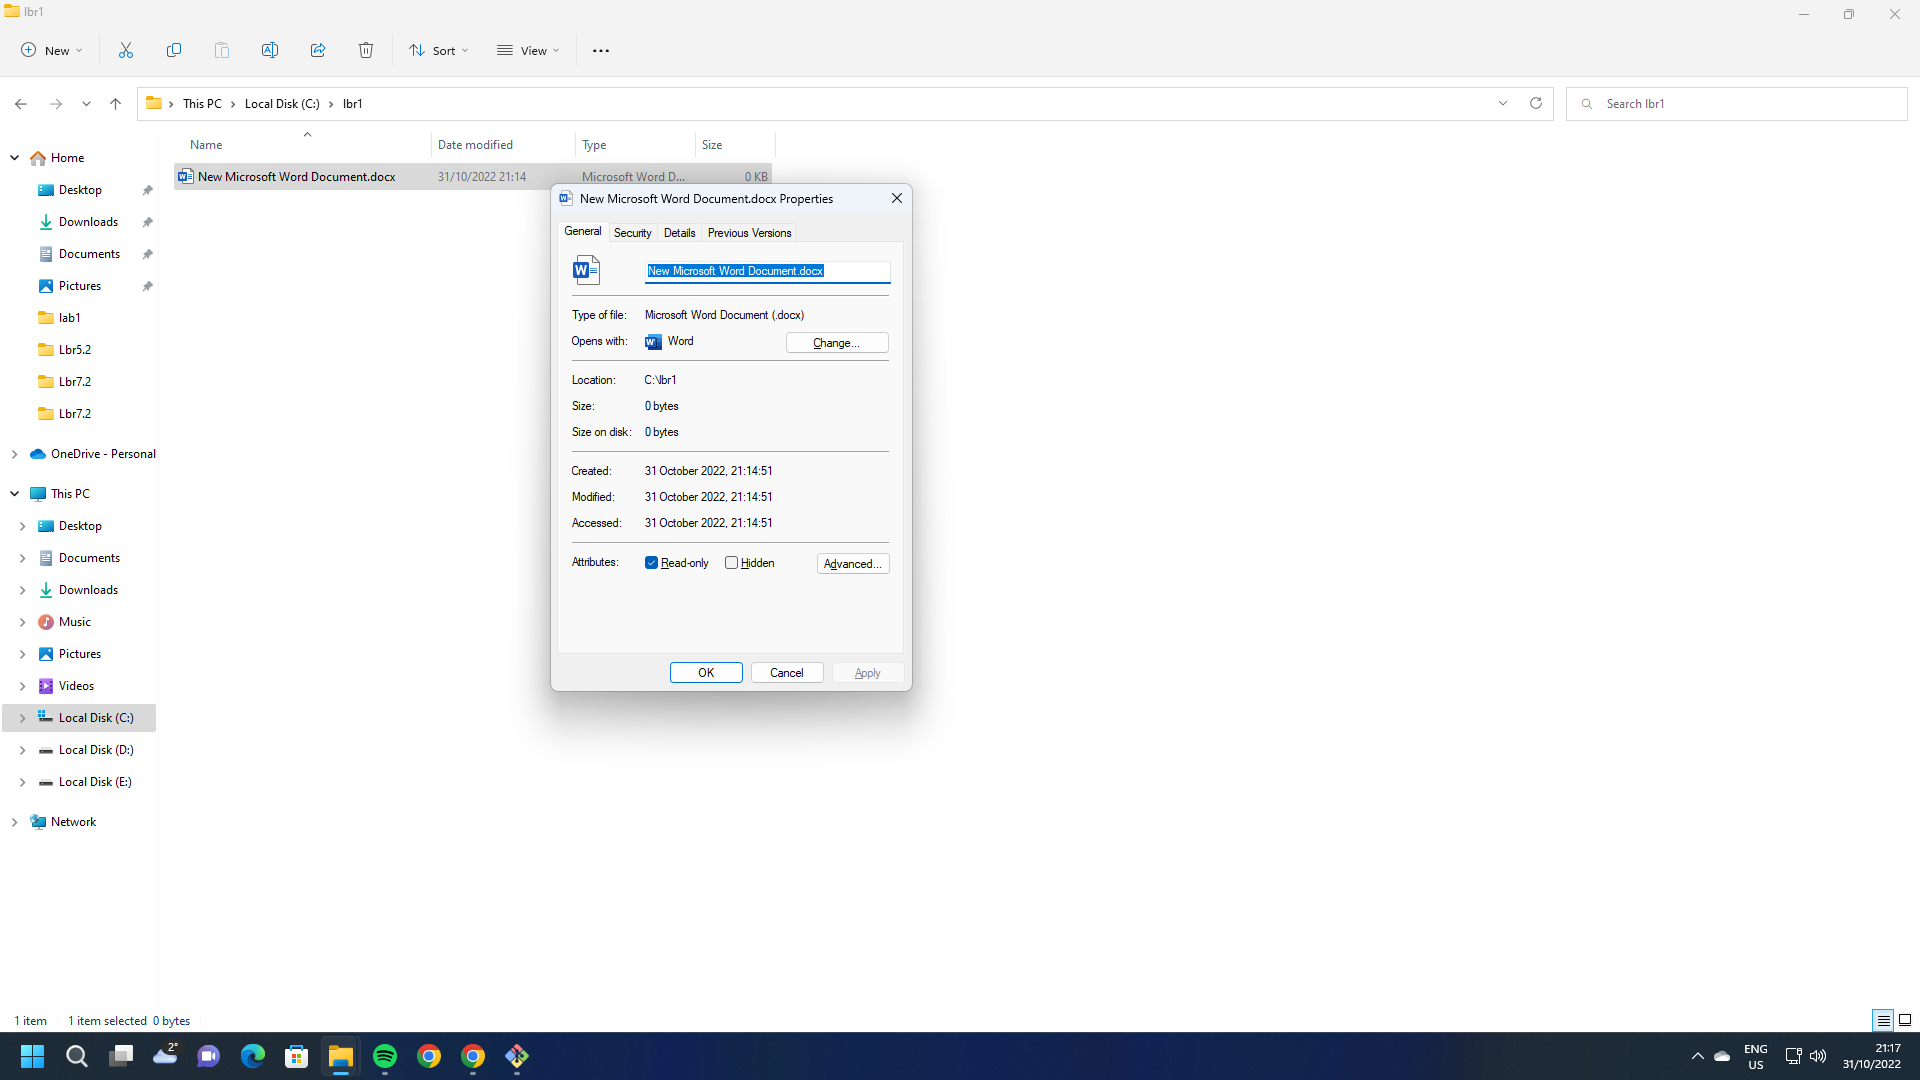 lbr1
New
Sort
View
This PC > Local Disk (C:) > lbr1
Search lbr1
Name Date modified Type Size
New Microsoft Word Document.docx 31/10/2022 21:14 Microsoft Word D... 0 KB
Home
Desktop
Downloads
Documents
Pictures
lab1
Lbr5.2
Lbr7.2
Lbr7.2
OneDrive - Personal
This PC
Desktop
Documents
Downloads
Music
Pictures
Videos
Local Disk (C:)
Local Disk (D:)
Local Disk (E:)
Network
New Microsoft Word Document.docx Properties
General Security Details Previous Versions
New Microsoft Word Document.docx
Type of file: Microsoft Word Document (.docx)
Opens with: Word Change...
Location: C:\lbr1
Size: 0 bytes
Size on disk: 0 bytes
Created: 31 October 2022, 21:14:51
Modified: 31 October 2022, 21:14:51
Accessed: 31 October 2022, 21:14:51
Attributes: Read-only Hidden Advanced...
OK Cancel Apply
1 item 1 item selected 0 bytes
2°
ENG
US
21:17
31/10/2022